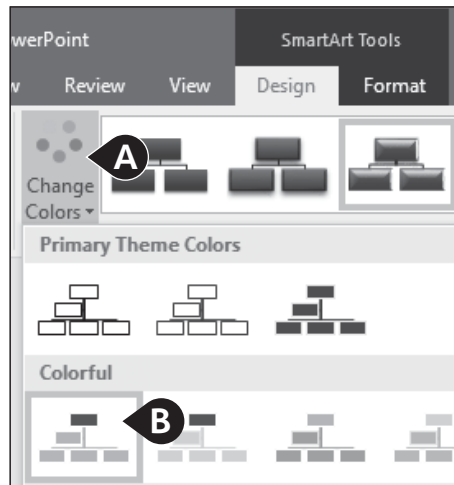 werPoint
SmartArt Tools
w Review View Design Format
A
Change
Colors
Primary Theme Colors
Colorful
B